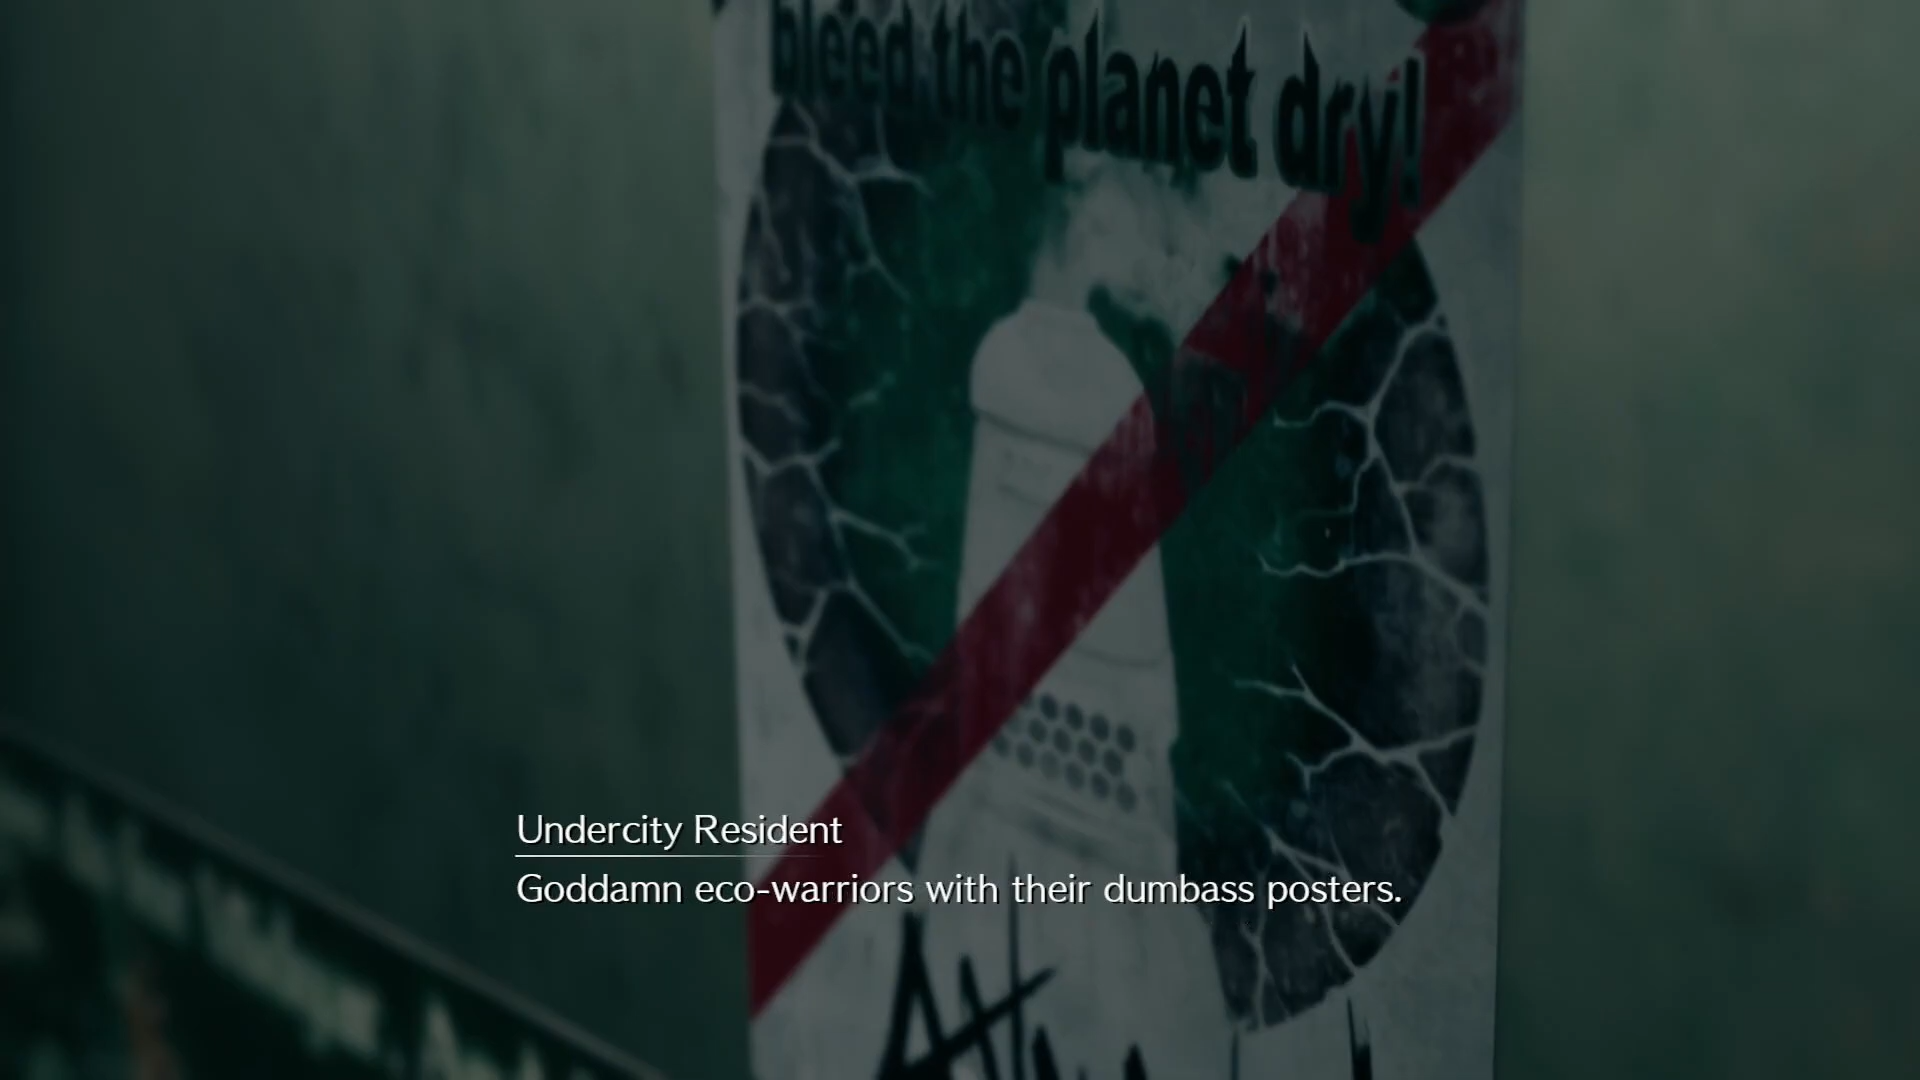 bleed the planet dry!
Undercity Resident
Goddamn eco-warriors with their dumbass posters.